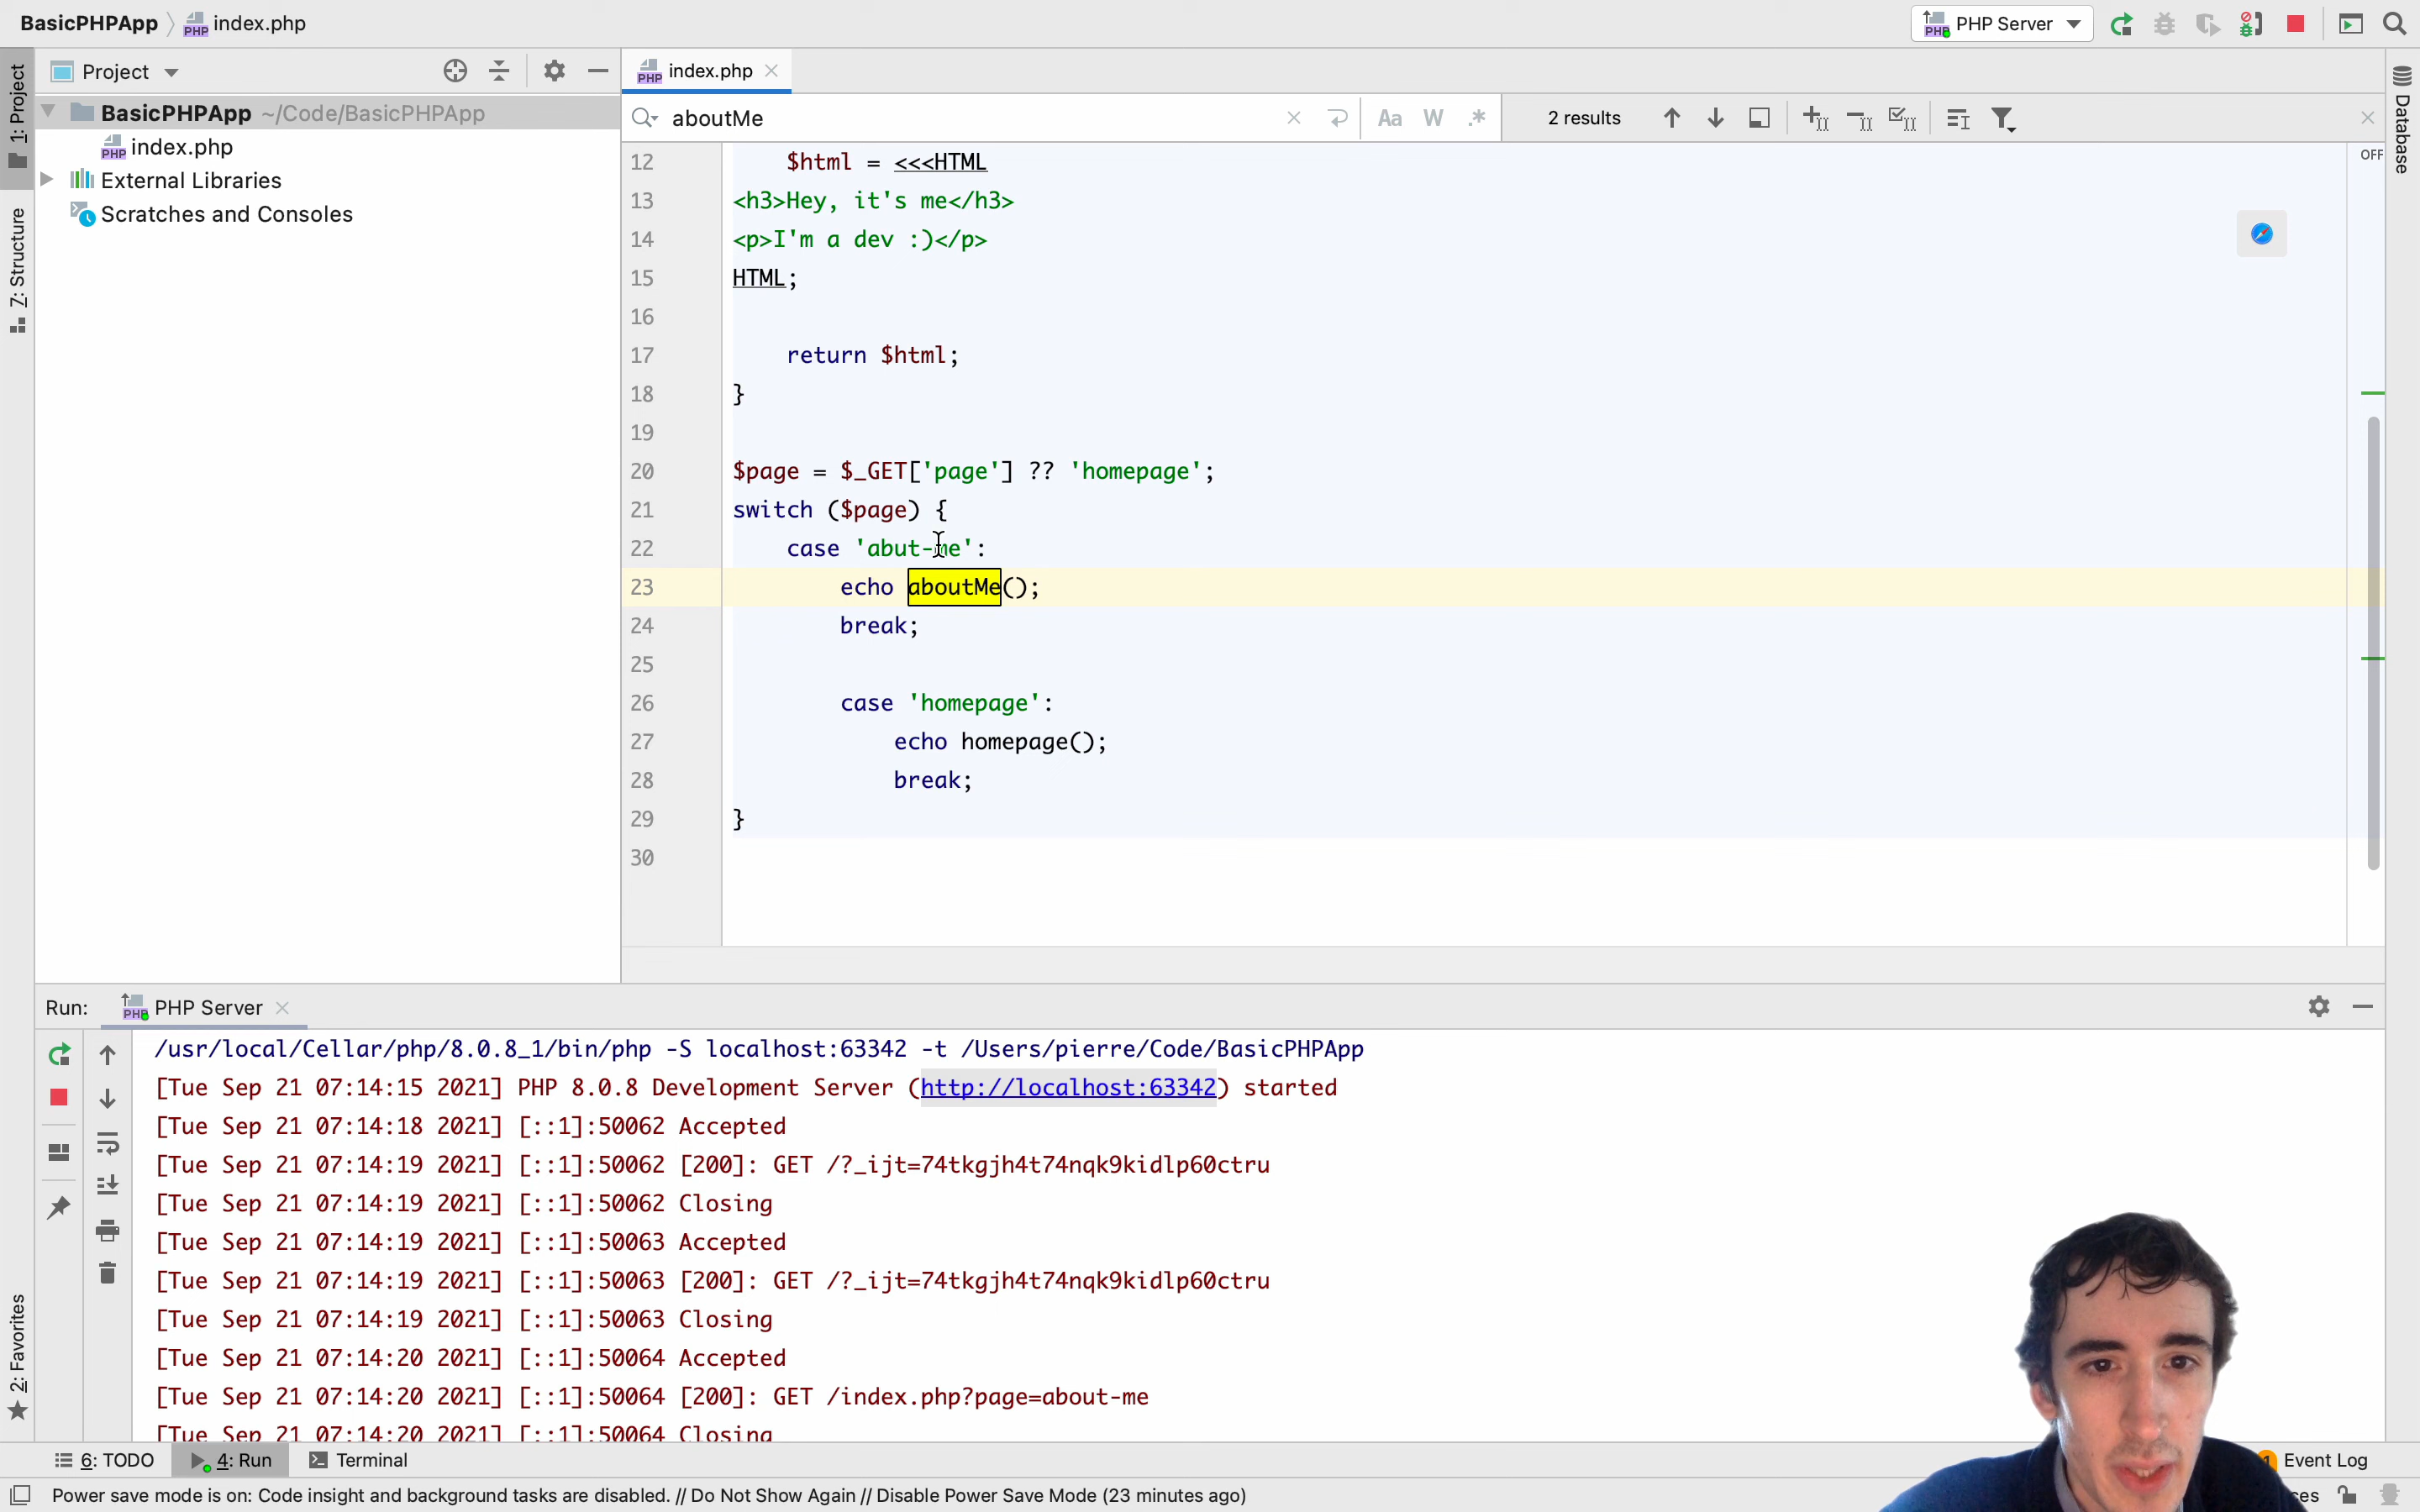 BasicPHPApp index.php
PHP Server
Project
index.php
BasicPHPApp ~/Code/BasicPHPApp
index.php
External Libraries
Scratches and Consoles
1: Project
7: Structure
2: Favorites
Database
aboutMe
Aa W .*
2 results
OFF
12 $html = <<<HTML
13 <h3>Hey, it's me</h3>
14 <p>I'm a dev :)</p>
15 HTML;
16
17 return $html;
18 }
19
20 $page = $_GET['page'] ?? 'homepage';
21 switch ($page) {
22 case 'abut-me':
23 echo aboutMe();
24 break;
25
26 case 'homepage':
27 echo homepage();
28 break;
29 }
30
Run: PHP Server
/usr/local/Cellar/php/8.0.8_1/bin/php -S localhost:63342 -t /Users/pierre/Code/BasicPHPApp
[Tue Sep 21 07:14:15 2021] PHP 8.0.8 Development Server (http://localhost:63342) started
[Tue Sep 21 07:14:18 2021] [::1]:50062 Accepted
[Tue Sep 21 07:14:19 2021] [::1]:50062 [200]: GET /?_ijt=74tkgjh4t74nqk9kidlp60ctru
[Tue Sep 21 07:14:19 2021] [::1]:50062 Closing
[Tue Sep 21 07:14:19 2021] [::1]:50063 Accepted
[Tue Sep 21 07:14:19 2021] [::1]:50063 [200]: GET /?_ijt=74tkgjh4t74nqk9kidlp60ctru
[Tue Sep 21 07:14:19 2021] [::1]:50063 Closing
[Tue Sep 21 07:14:20 2021] [::1]:50064 Accepted
[Tue Sep 21 07:14:20 2021] [::1]:50064 [200]: GET /index.php?page=about-me
[Tue Sep 21 07:14:20 2021] [::1]:50064 Closing
6: TODO 4: Run Terminal Event Log
Power save mode is on: Code insight and background tasks are disabled. // Do Not Show Again // Disable Power Save Mode (23 minutes ago)